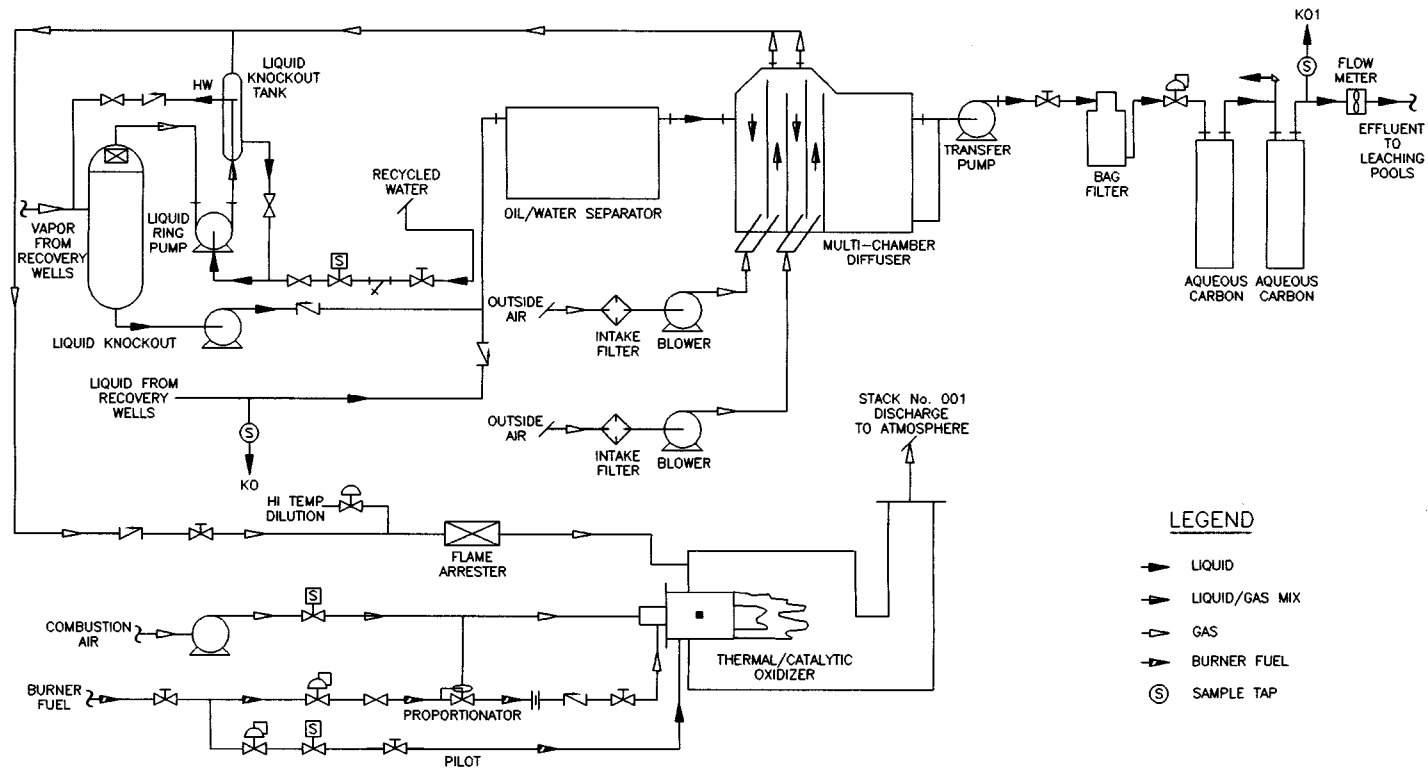 LIQUID
KNOCKOUT
TANK
HW
VAPOR
FROM
RECOVERY
WELLS
LIQUID
RING
PUMP
S
LIQUID KNOCKOUT
LIQUID FROM
RECOVERY
WELLS
S
KO
RECYCLED
WATER
OIL/WATER SEPARATOR
MULTI-CHAMBER
DIFFUSER
OUTSIDE
AIR
INTAKE
FILTER
BLOWER
OUTSIDE
AIR
INTAKE
FILTER
BLOWER
TRANSFER
PUMP
BAG
FILTER
AQUEOUS
CARBON
AQUEOUS
CARBON
KO1
S
FLOW
METER
EFFLUENT
TO
LEACHING
POOLS
STACK No. 001
DISCHARGE
TO ATMOSPHERE
HI TEMP
DILUTION
FLAME
ARRESTER
COMBUSTION
AIR
S
THERMAL/CATALYTIC
OXIDIZER
BURNER
FUEL
PROPORTIONATOR
S
PILOT
LEGEND
LIQUID
LIQUID/GAS MIX
GAS
BURNER FUEL
S SAMPLE TAP